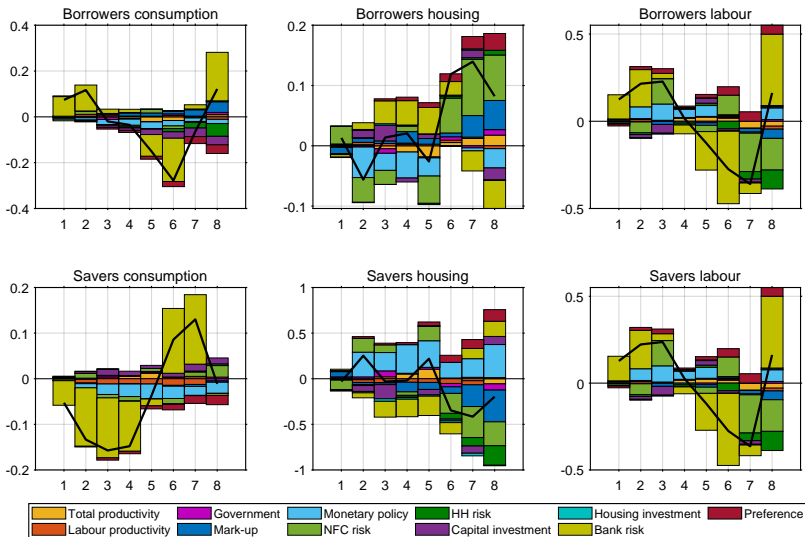 Borrowers consumption
0.4
0.2
0
-0.2
-0.4
1 2 3 4 5 6 7 8
Borrowers housing
0.2
0.1
0
-0.1
1 2 3 4 5 6 7 8
Borrowers labour
0.5
0
-0.5
1 2 3 4 5 6 7 8
Savers consumption
0.2
0.1
0
-0.1
-0.2
1 2 3 4 5 6 7 8
Savers housing
1
0.5
0
-0.5
-1
1 2 3 4 5 6 7 8
Savers labour
0.5
0
-0.5
1 2 3 4 5 6 7 8
Total productivity Government Monetary policy HH risk Housing investment Preference
Labour productivity Mark-up NFC risk Capital investment Bank risk